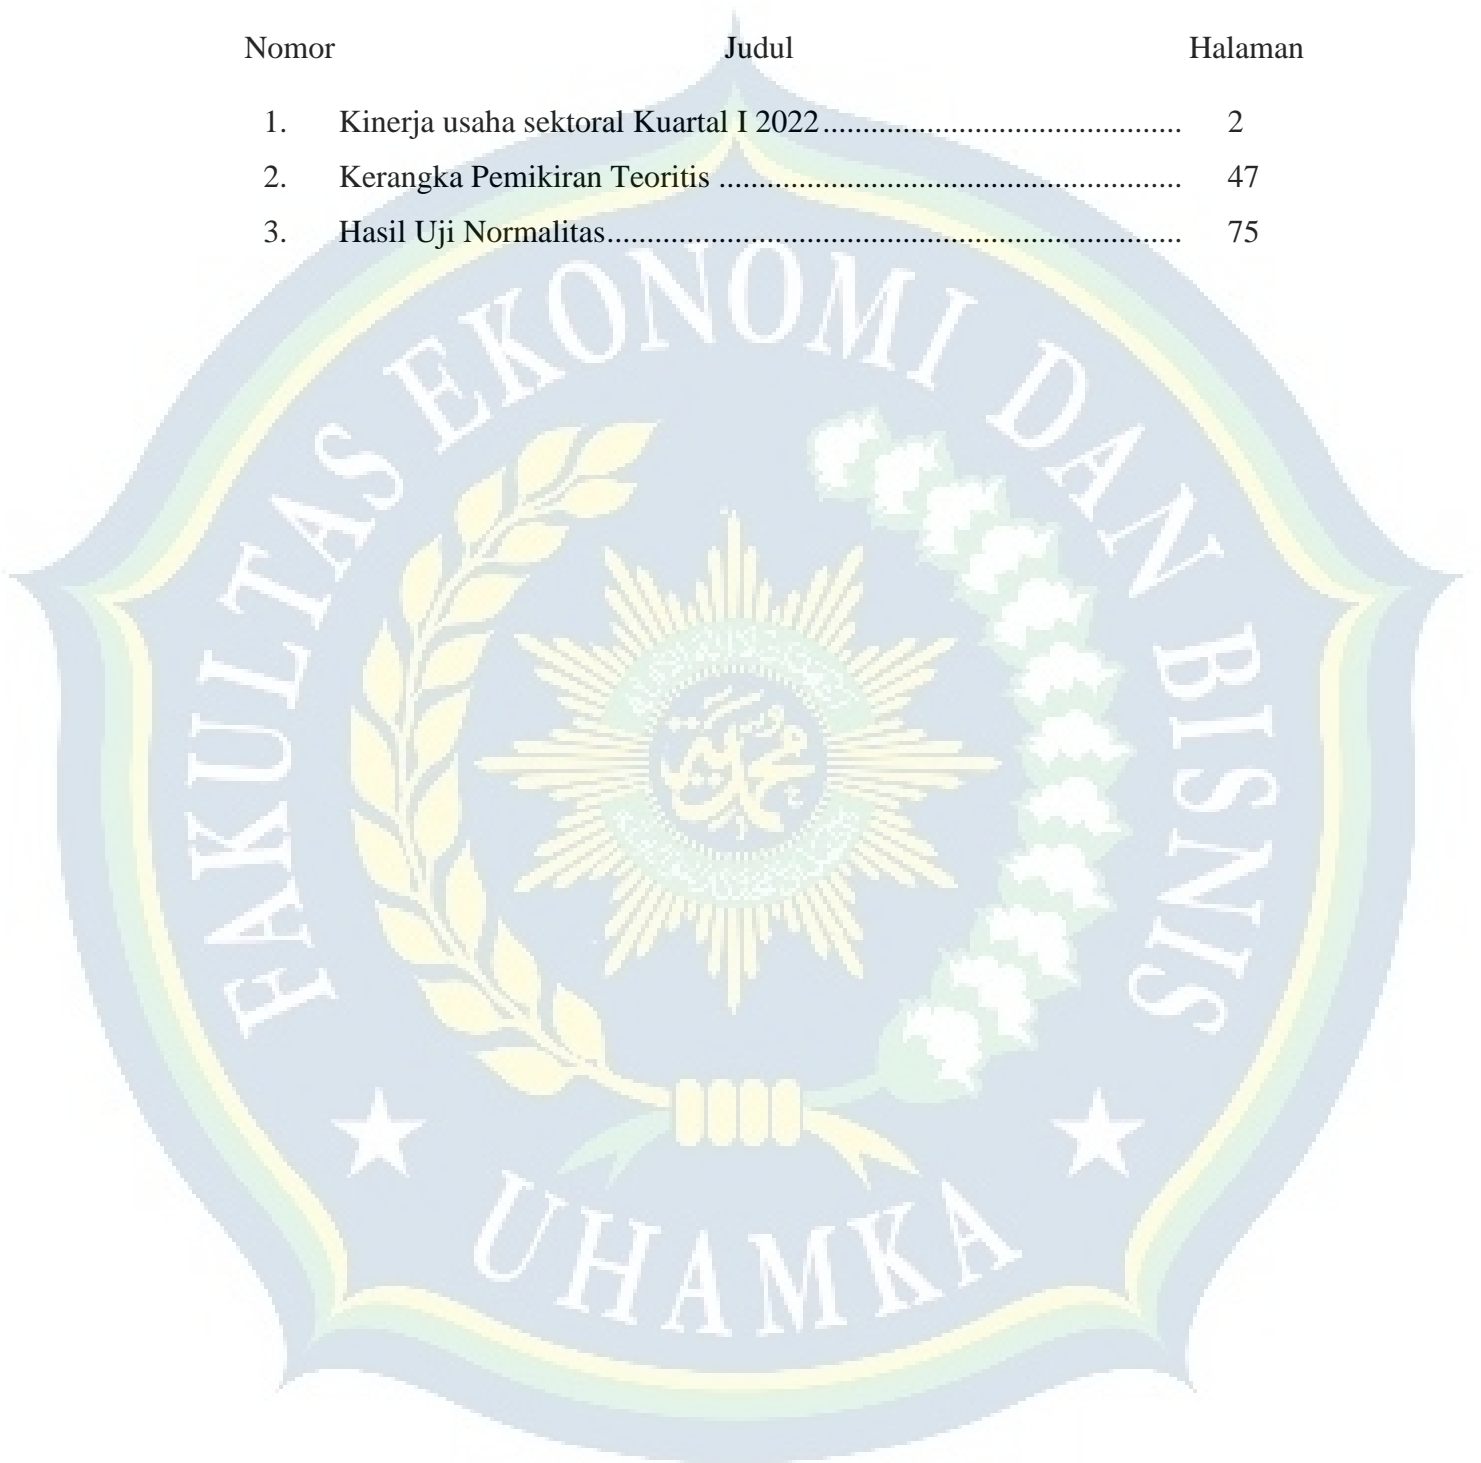 Nomor Judul Halaman
1. Kinerja usaha sektoral Kuartal I 2022............................................. 2
2. Kerangka Pemikiran Teoritis .......................................................... 47
3. Hasil Uji Normalitas........................................................................ 75
FAKULTAS EKONOMI DAN BISNIS
UHAMKA